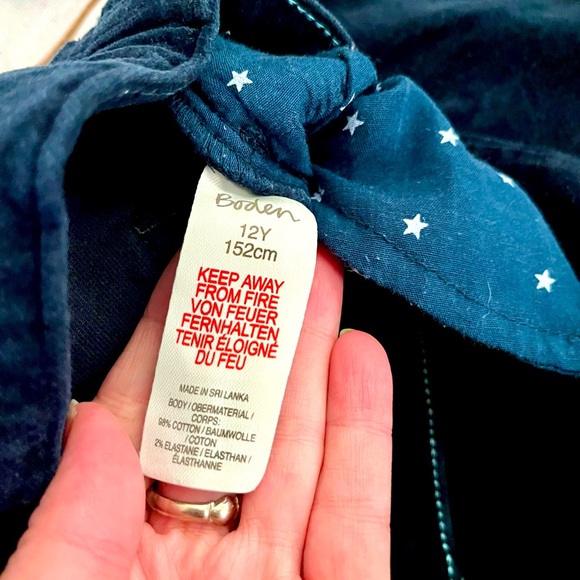 Boden
12Y
152cm
KEEP AWAY
FROM FIRE
VON FEUER
FERNHALTEN
TENIR ÉLOIGNÉ
DU FEU
MADE IN SRI LANKA
BODY / OBERMATERIAL /
CORPS:
98% COTTON / BAUMWOLLE
/ COTON
2% ELASTANE / ELASTHAN /
ÉLASTHANNE